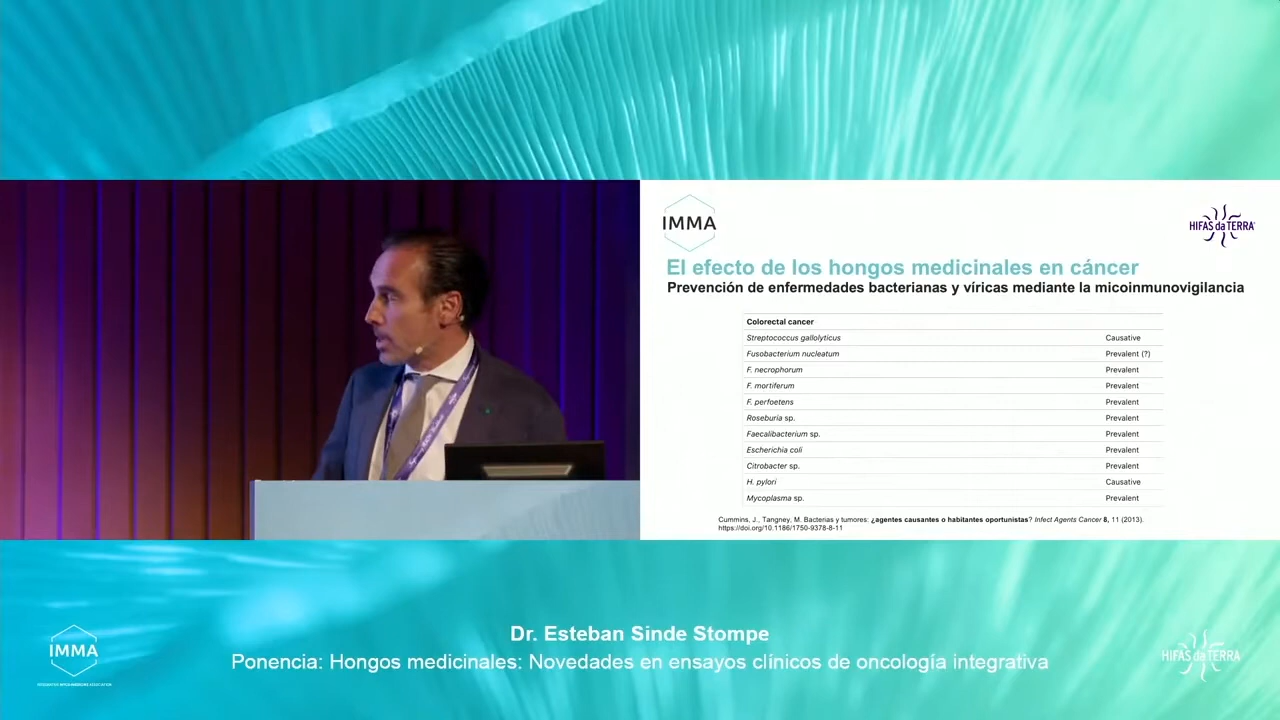 IMMA
HIFAS da TERRA
El efecto de los hongos medicinales en cáncer
Prevención de enfermedades bacterianas y víricas mediante la micoinmunovigilancia
Colorectal cancer
Streptococcus gallolyticus Causative
Fusobacterium nucleatum Prevalent (?)
F. necrophorum Prevalent
F. mortiferum Prevalent
F. perfoetens Prevalent
Roseburia sp. Prevalent
Faecalibacterium sp. Prevalent
Escherichia coli Prevalent
Citrobacter sp. Prevalent
H. pylori Causative
Mycoplasma sp. Prevalent
Cummins, J., Tangney, M. Bacterias y tumores: ¿agentes causantes o habitantes oportunistas? Infect Agents Cancer 8, 11 (2013).
https://doi.org/10.1186/1750-9378-8-11
Dr. Esteban Sinde Stompe
Ponencia: Hongos medicinales: Novedades en ensayos clínicos de oncología integrativa
IMMA
HIFAS da TERRA